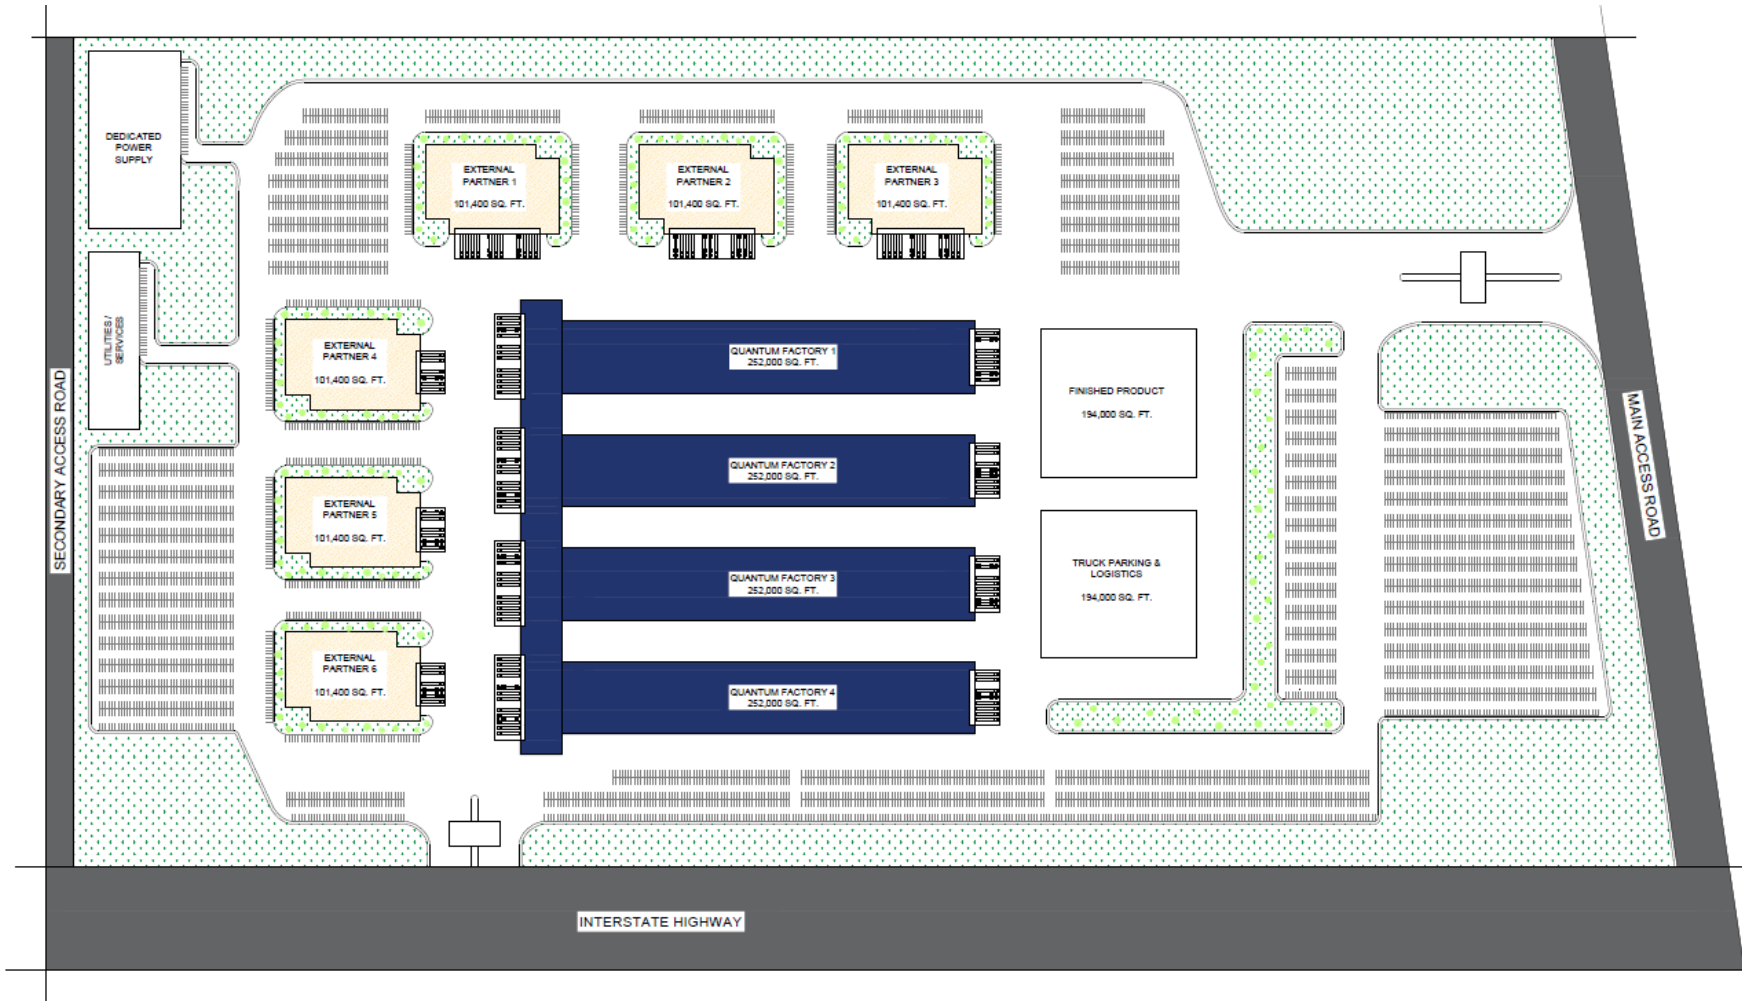 DEDICATED
POWER
SUPPLY
EXTERNAL
PARTNER 1
101,400 SQ. FT.
EXTERNAL
PARTNER 2
101,400 SQ. FT.
EXTERNAL
PARTNER 3
101,400 SQ. FT.
UTILITIES /
SERVICES
EXTERNAL
PARTNER 4
101,400 SQ. FT.
QUANTUM FACTORY 1
252,000 SQ. FT.
FINISHED PRODUCT
194,000 SQ. FT.
SECONDARY ACCESS ROAD
MAIN ACCESS ROAD
QUANTUM FACTORY 2
252,000 SQ. FT.
EXTERNAL
PARTNER 5
101,400 SQ. FT.
QUANTUM FACTORY 3
252,000 SQ. FT.
TRUCK PARKING &
LOGISTICS
194,000 SQ. FT.
EXTERNAL
PARTNER 6
101,400 SQ. FT.
QUANTUM FACTORY 4
252,000 SQ. FT.
INTERSTATE HIGHWAY